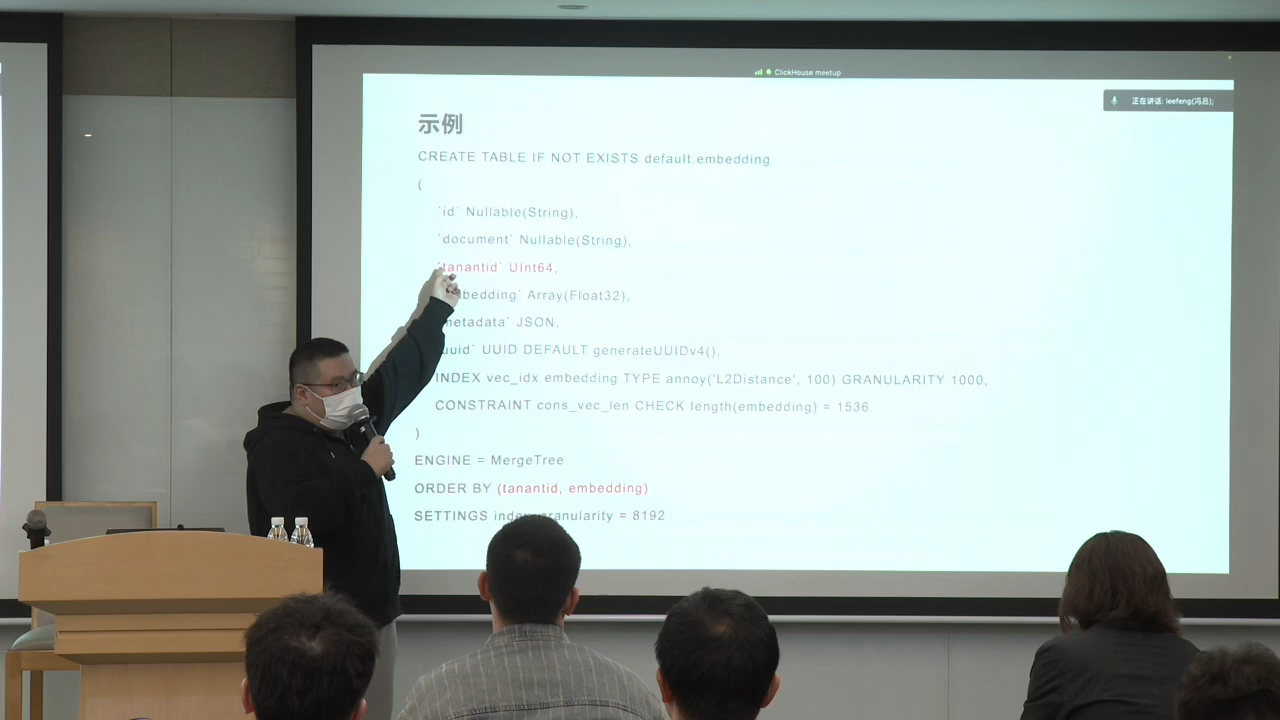 ClickHouse meetup
正在讲话: leefeng(冯吕);
示例
CREATE TABLE IF NOT EXISTS default.embedding
(
`id` Nullable(String),
`document` Nullable(String),
`tanantid` UInt64,
bedding` Array(Float32),
metadata` JSON,
uuid` UUID DEFAULT generateUUIDv4(),
INDEX vec_idx embedding TYPE annoy('L2Distance', 100) GRANULARITY 1000,
CONSTRAINT cons_vec_len CHECK length(embedding) = 1536
)
ENGINE = MergeTree
ORDER BY (tanantid, embedding)
SETTINGS index_granularity = 8192